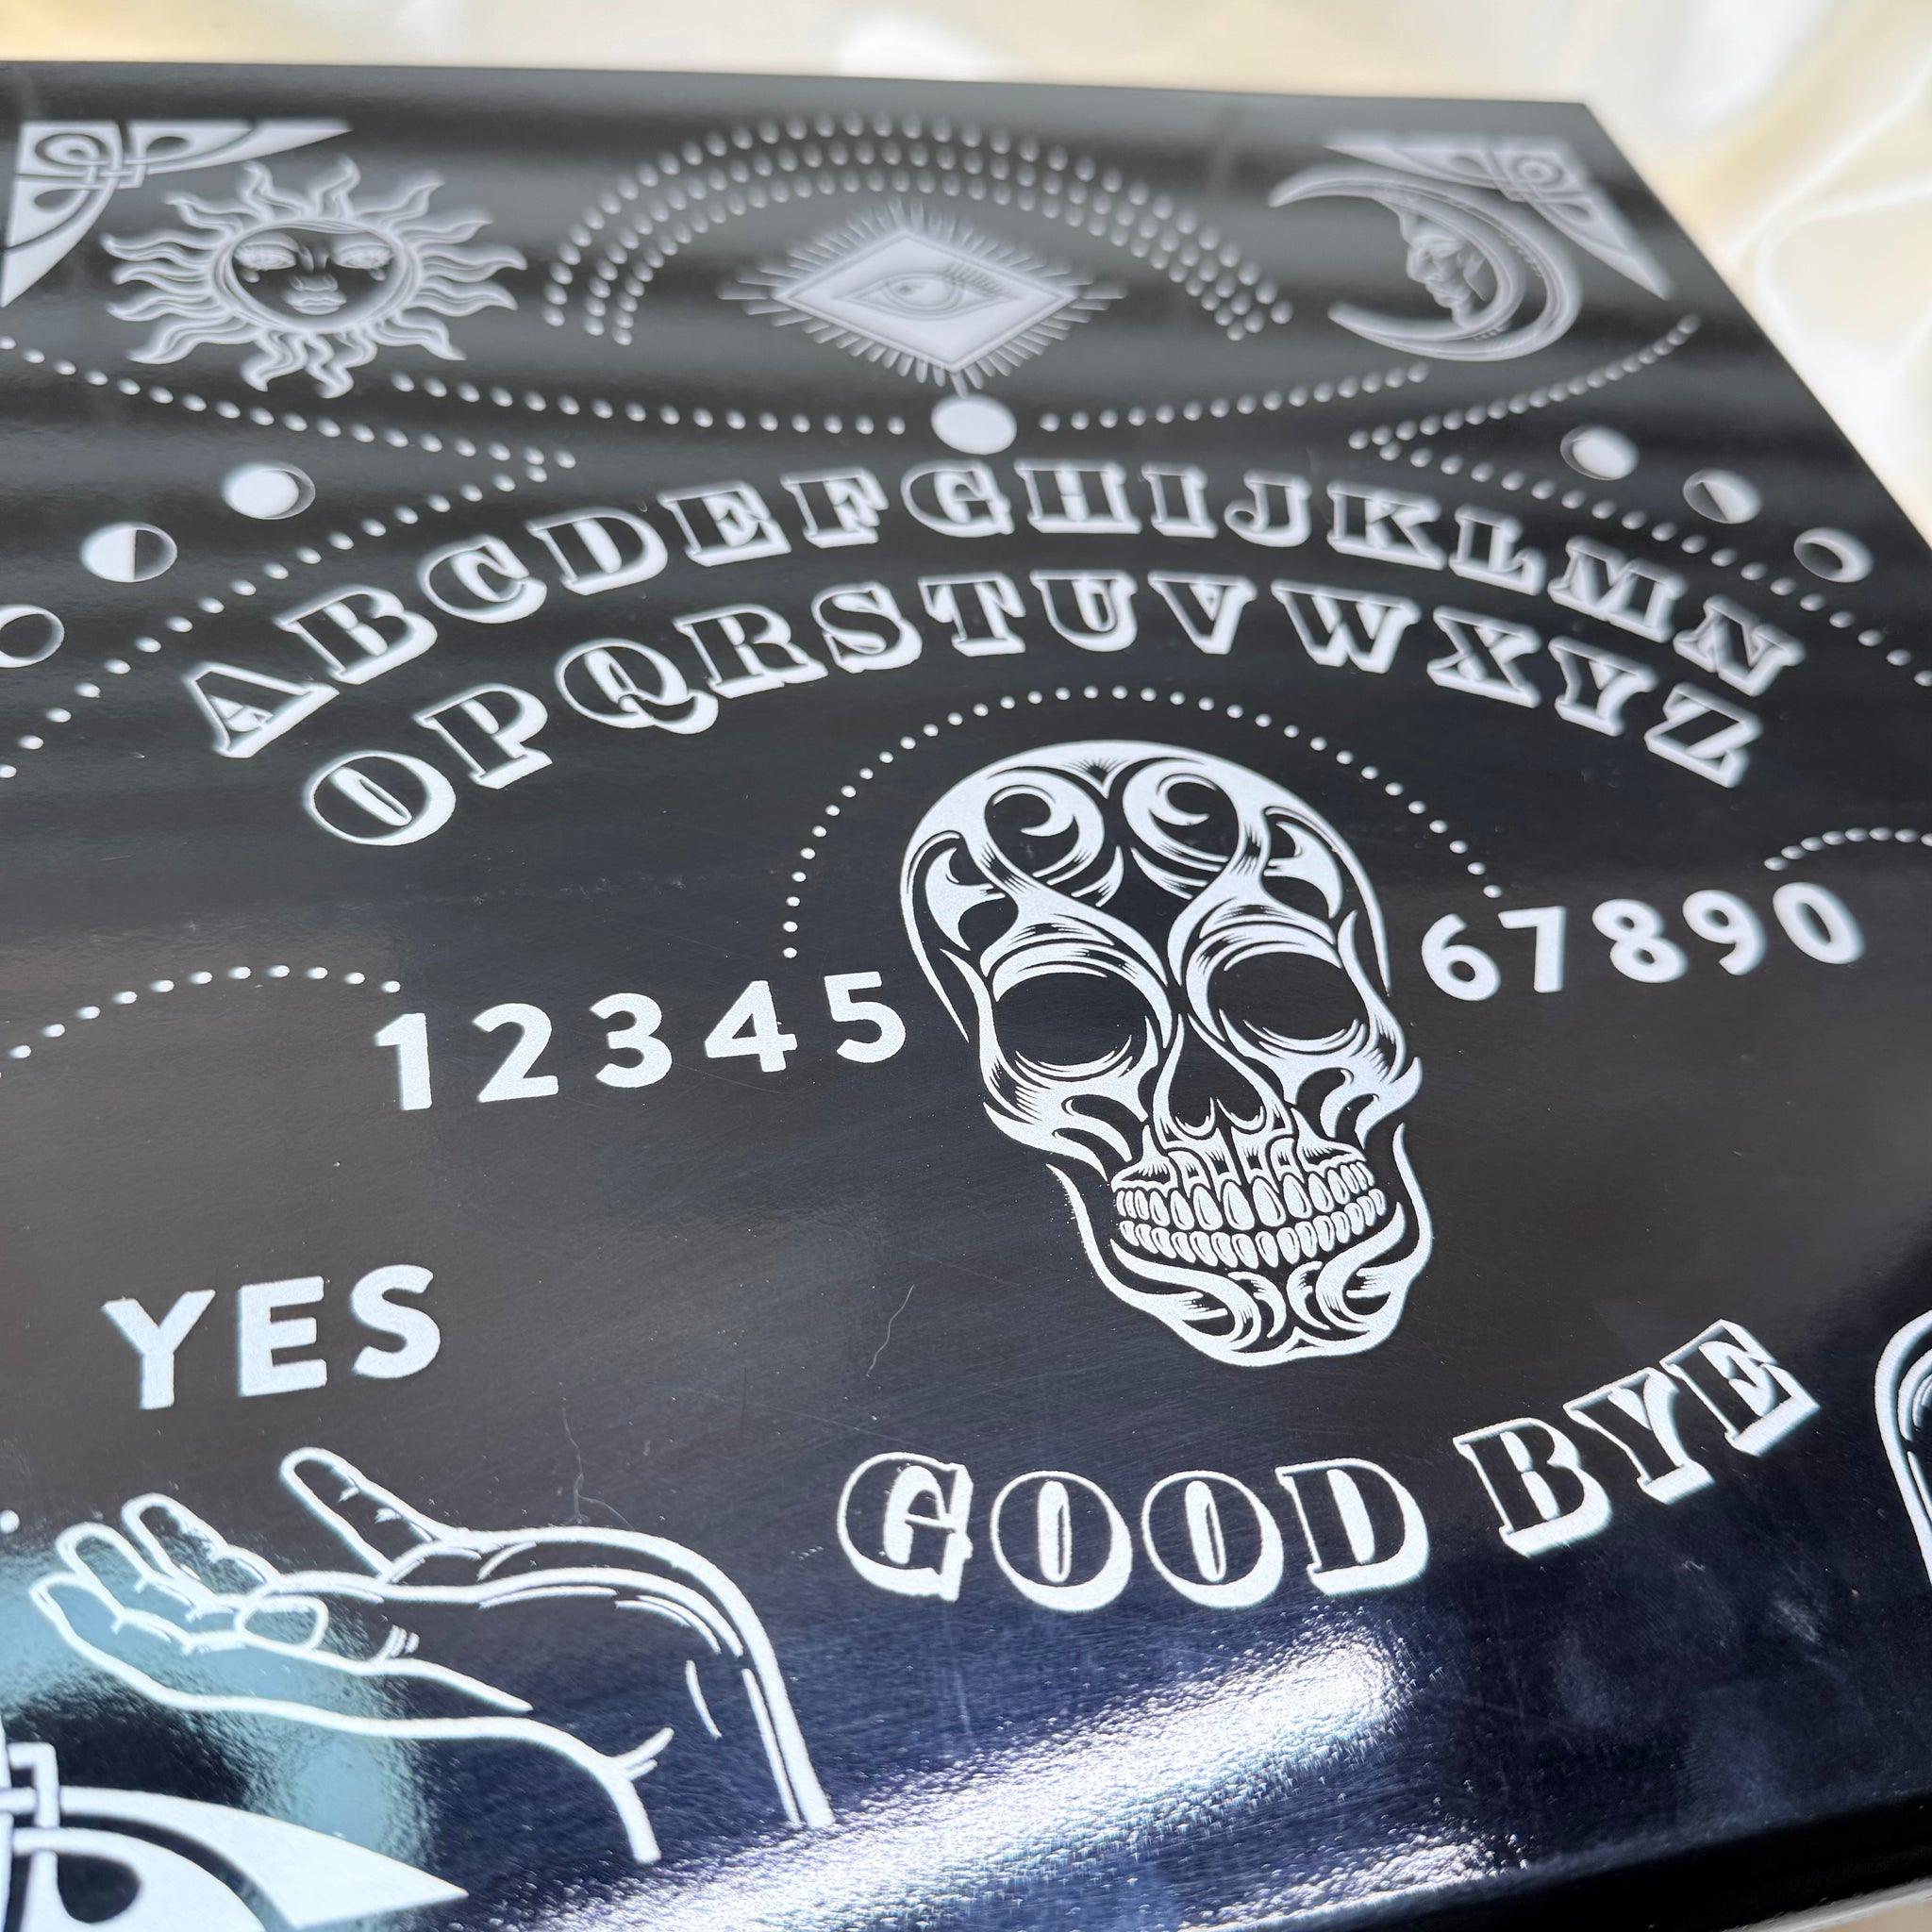 ABCDEFGHIJKLMN
OPQRSTUVWXYZ
12345 67890
YES
GOOD BYE